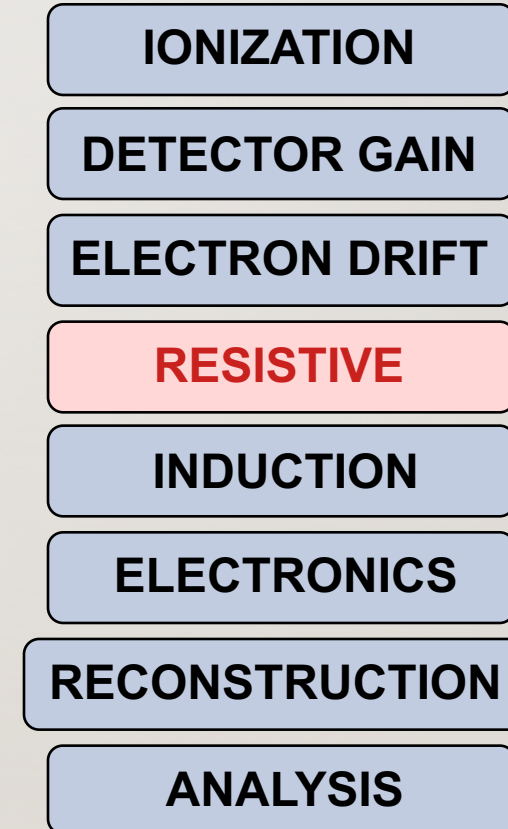 IONIZATION
DETECTOR GAIN
ELECTRON DRIFT
RESISTIVE
INDUCTION
ELECTRONICS
RECONSTRUCTION
ANALYSIS